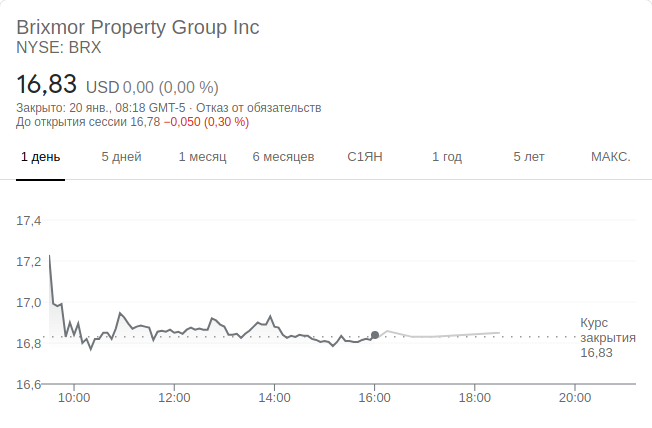 Brixmor Property Group Inc
NYSE: BRX
16,83 USD 0,00 (0,00 %)
Закрыто: 20 янв., 08:18 GMT-5 · Отказ от обязательств
До открытия сессии 16,78 −0,050 (0,30 %)
1 день 5 дней 1 месяц 6 месяцев С1ЯН 1 год 5 лет МАКС.
17,4
17,2
17,0
16,8
16,6
Курс
закрытия
16,83
10:00 12:00 14:00 16:00 18:00 20:00